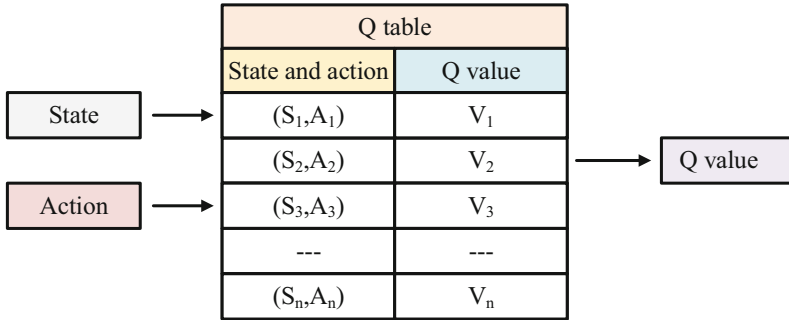 Q table
State and action Q value
State (S₁,A₁) V₁
(S₂,A₂) V₂ Q value
Action (S₃,A₃) V₃
--- ---
(Sₙ,Aₙ) Vₙ